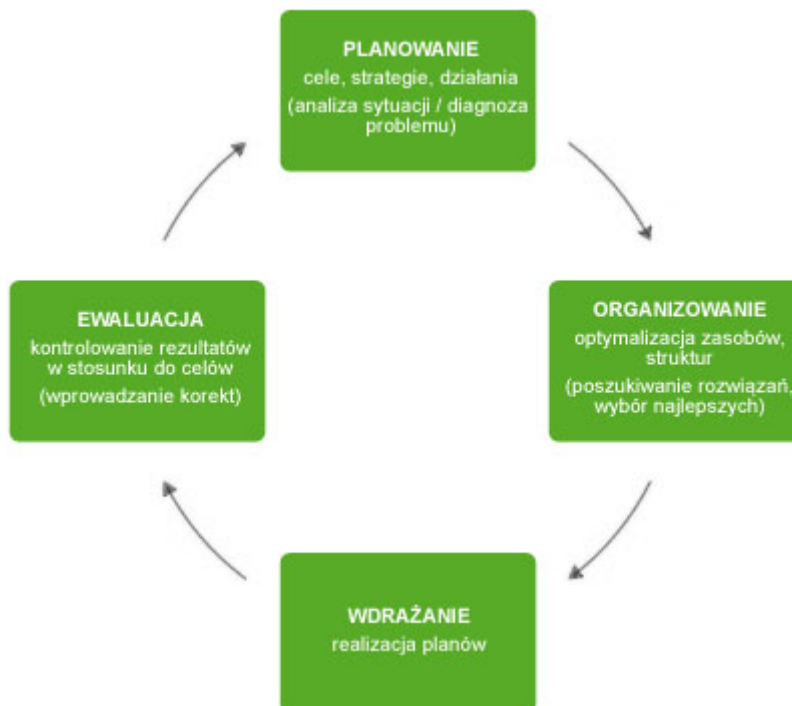 PLANOWANIE
cele, strategie, działania
(analiza sytuacji / diagnoza
problemu)
ORGANIZOWANIE
optymalizacja zasobów,
struktur
(poszukiwanie rozwiązań,
wybór najlepszych)
WDRAŻANIE
realizacja planów
EWALUACJA
kontrolowanie rezultatów
w stosunku do celów
(wprowadzanie korekt)